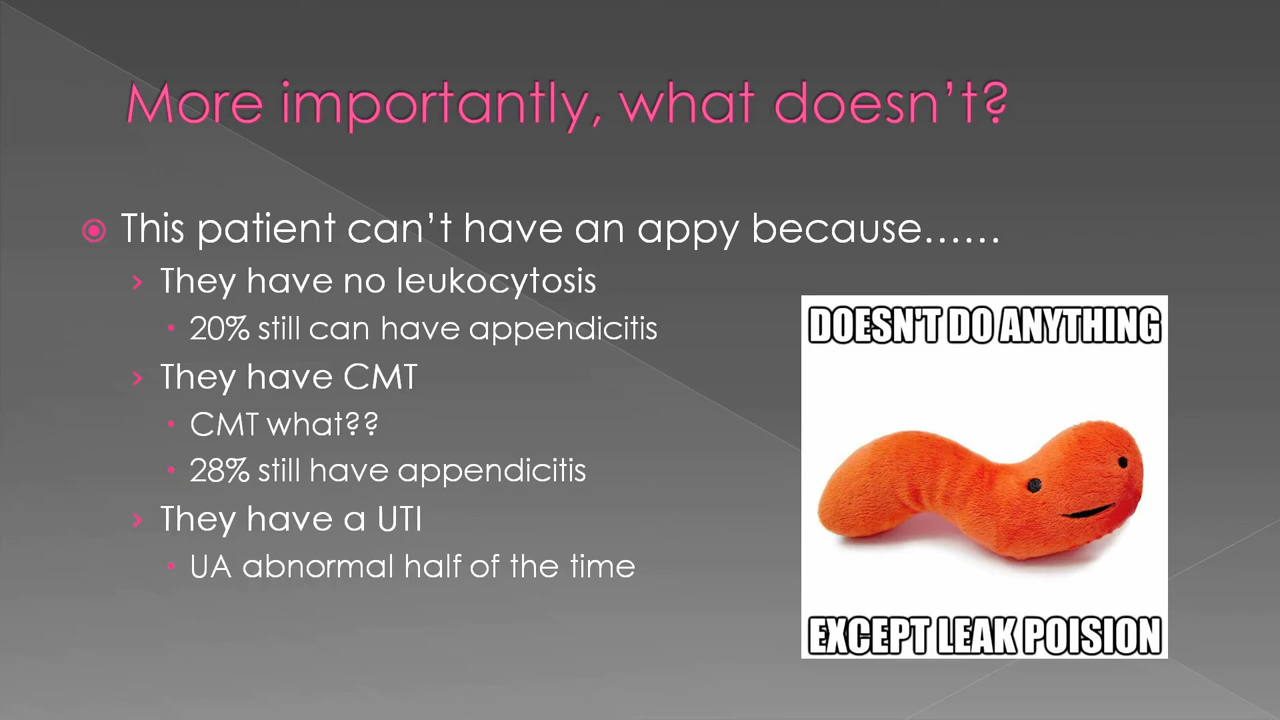 More importantly, what doesn't?
This patient can't have an appy because……
They have no leukocytosis
20% still can have appendicitis
They have CMT
CMT what??
28% still have appendicitis
They have a UTI
UA abnormal half of the time
DOESN'T DO ANYTHING
EXCEPT LEAK POISION